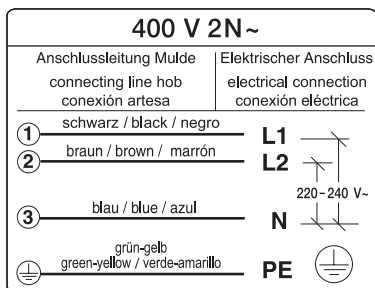 400 V 2N~
Anschlussleitung Mulde
connecting line hob
conexión artesa
Elektrischer Anschluss
electrical connection
conexión eléctrica
1 schwarz / black / negro L1
2 braun / brown / marrón L2
220-240 V~
3 blau / blue / azul N
grün-gelb
green-yellow / verde-amarillo PE